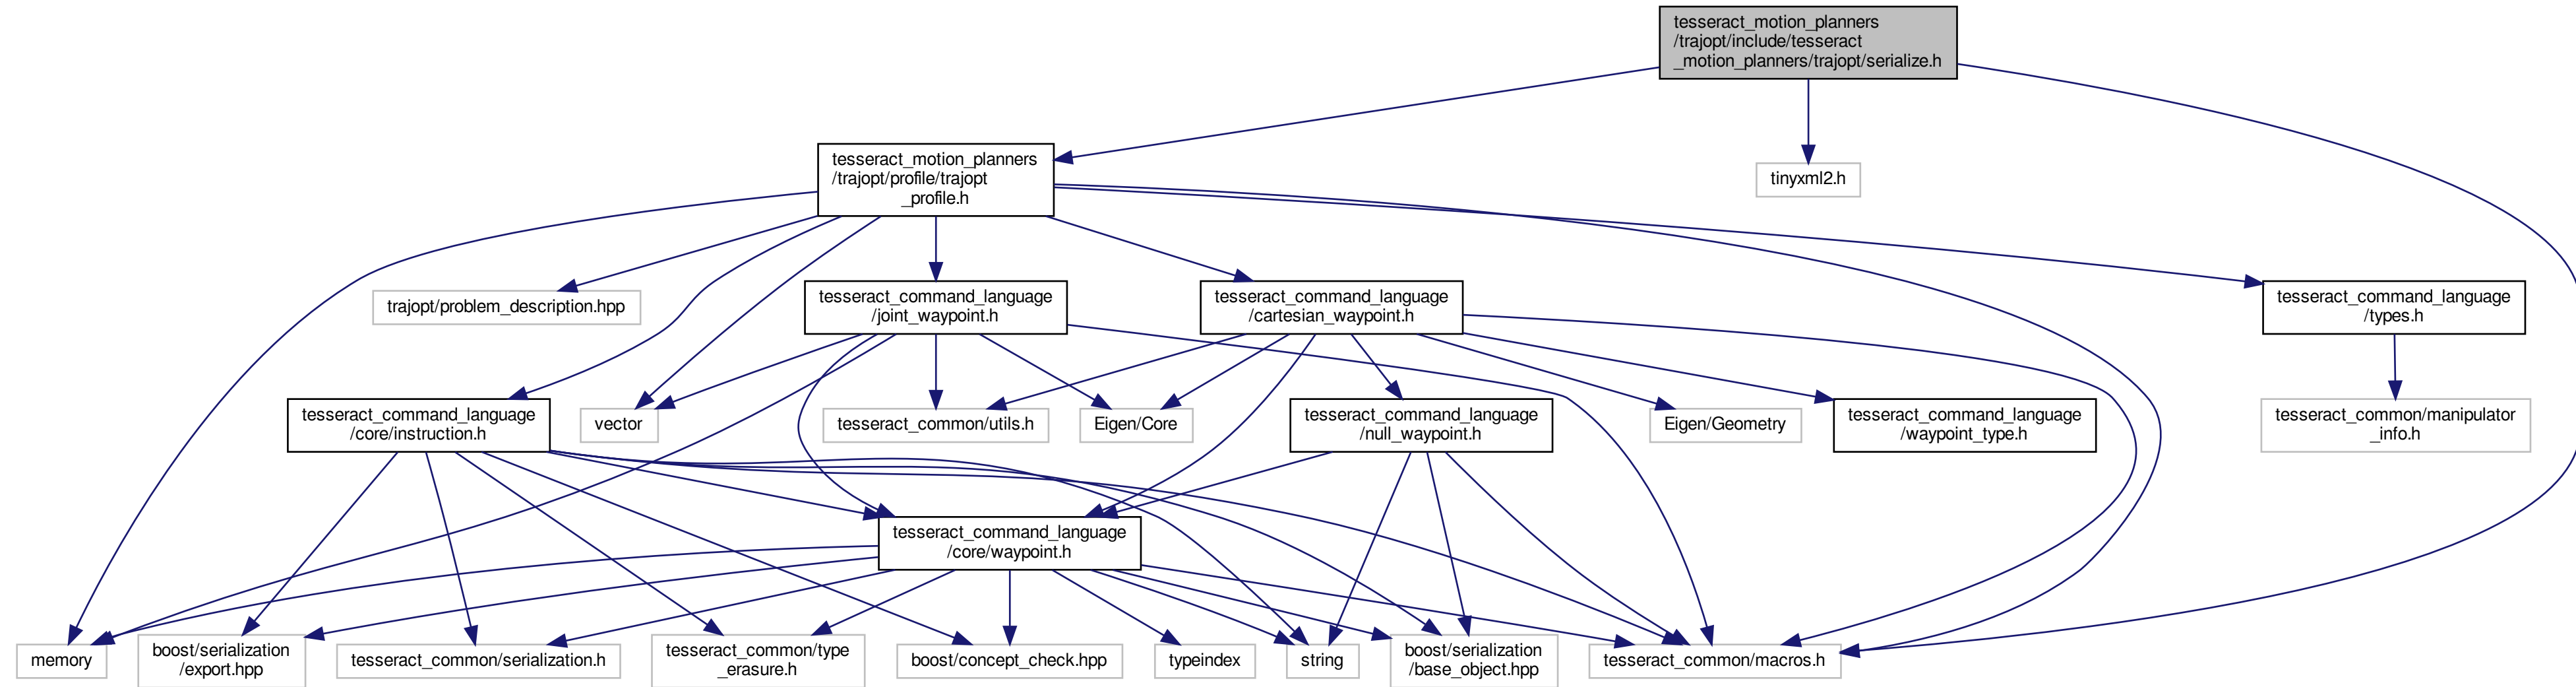 tesseract_motion_planners
/trajopt/include/tesseract
_motion_planners/trajopt/serialize.h
tesseract_motion_planners
/trajopt/profile/trajopt
_profile.h
tinyxml2.h
trajopt/problem_description.hpp
tesseract_command_language
/joint_waypoint.h
tesseract_command_language
/cartesian_waypoint.h
tesseract_command_language
/types.h
tesseract_command_language
/core/instruction.h
vector
tesseract_common/utils.h
Eigen/Core
tesseract_command_language
/null_waypoint.h
Eigen/Geometry
tesseract_command_language
/waypoint_type.h
tesseract_common/manipulator
_info.h
tesseract_command_language
/core/waypoint.h
memory
boost/serialization
/export.hpp
tesseract_common/serialization.h
tesseract_common/type
_erasure.h
boost/concept_check.hpp
typeindex
string
boost/serialization
/base_object.hpp
tesseract_common/macros.h